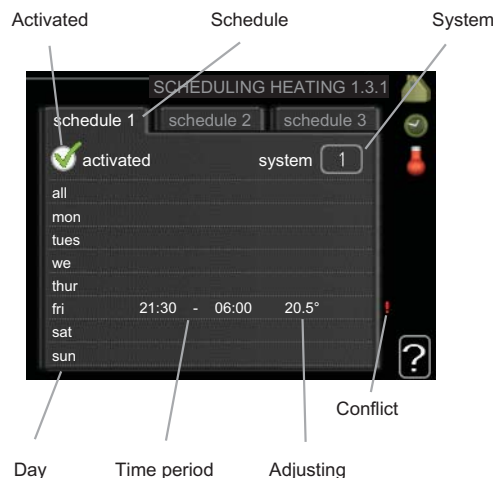 Activated Schedule System
SCHEDULING HEATING 1.3.1
schedule 1 schedule 2 schedule 3
activated system 1
all
mon
tues
we
thur
fri 21:30 - 06:00 20.5° !
sat
sun
?
Conflict
Day Time period Adjusting